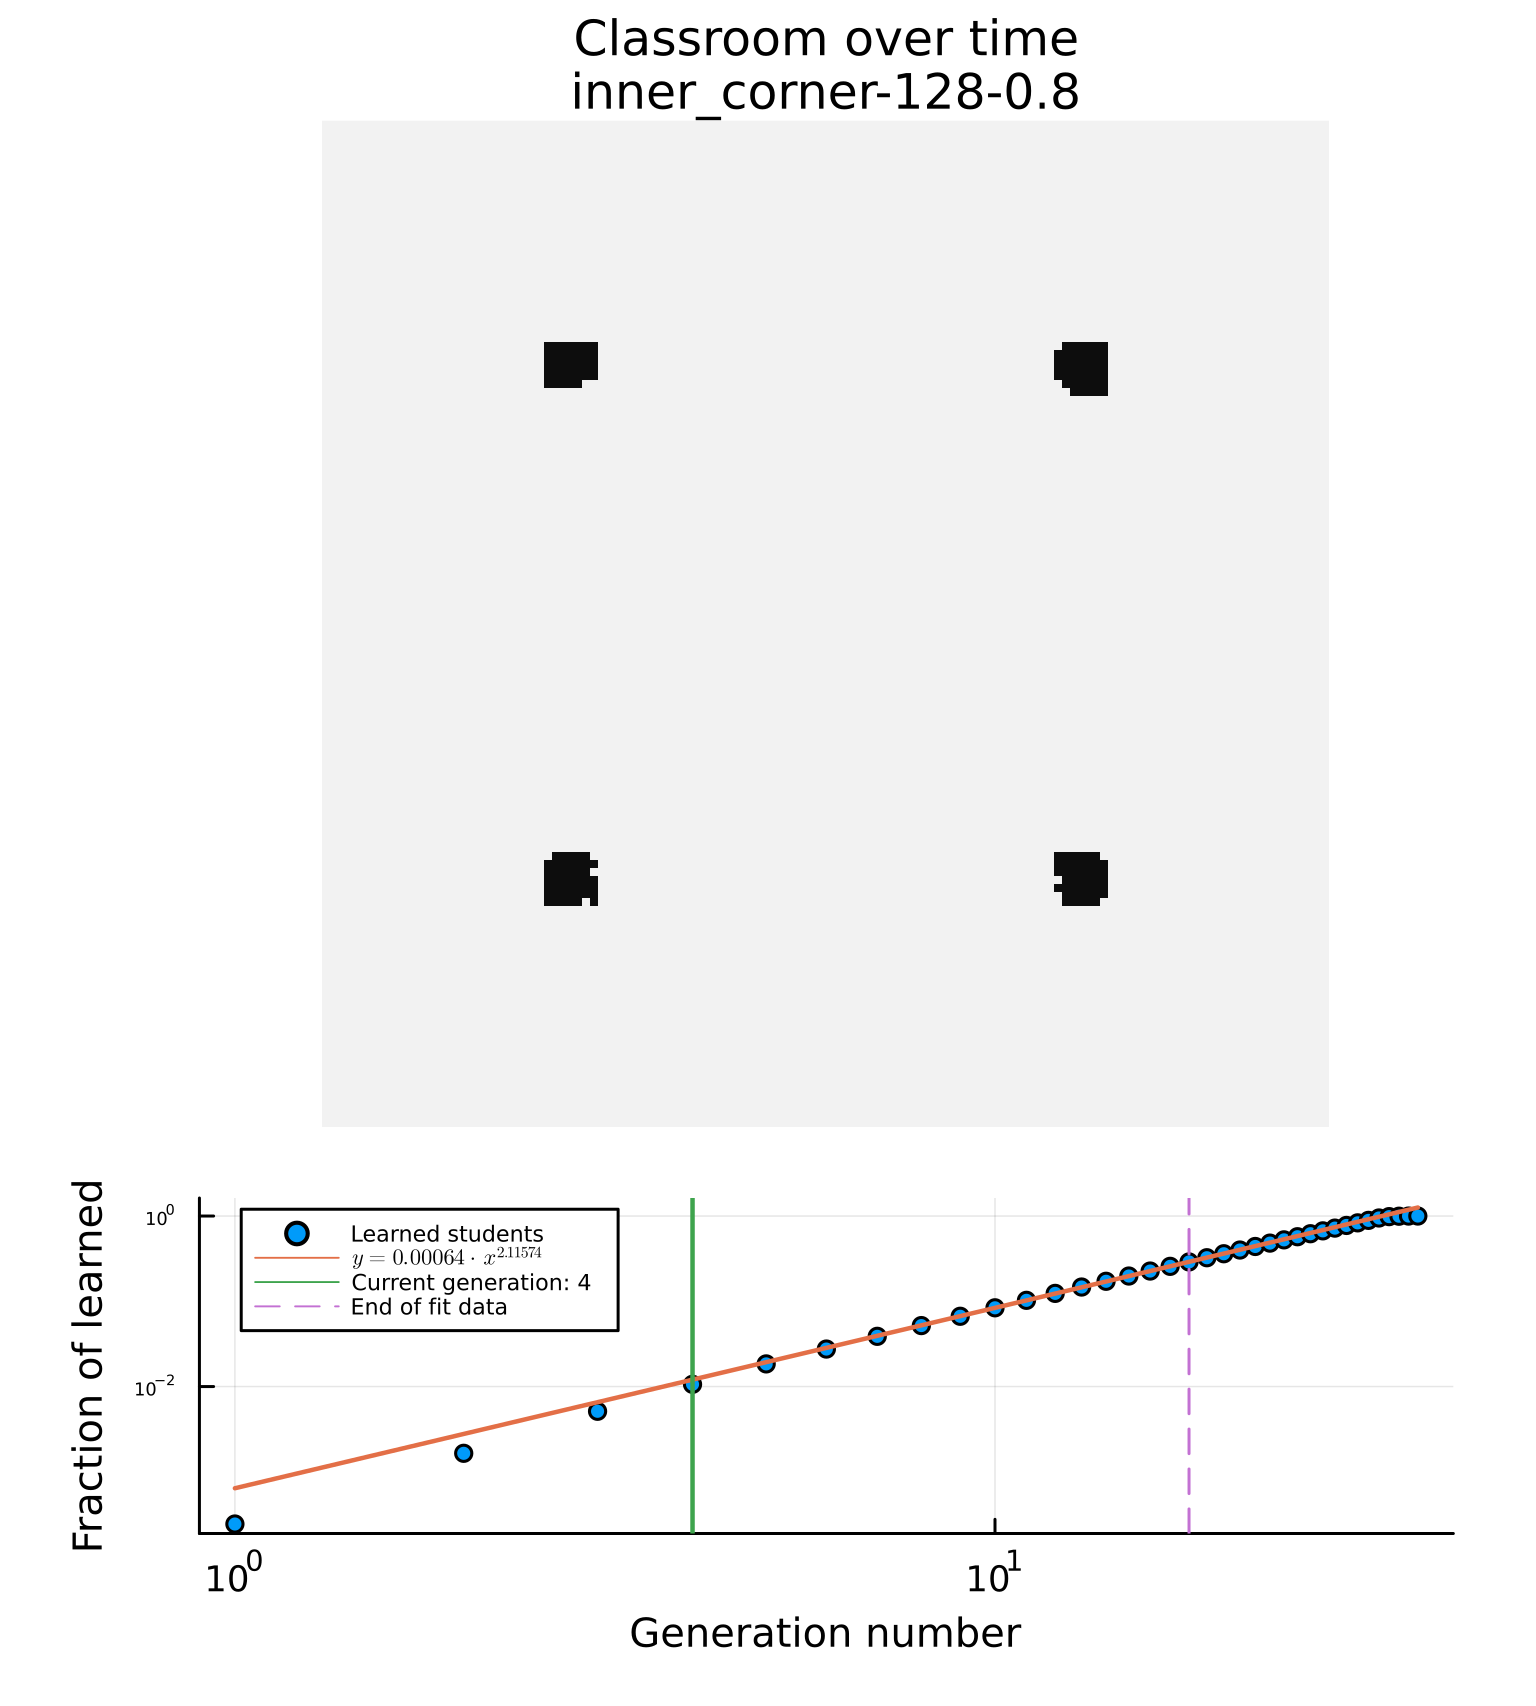 Classroom over time
inner_corner-128-0.8
Fraction of learned
10^0
10^-2
Learned students
y = 0.00064 · x^2.11574
Current generation: 4
End of fit data
10^0
10^1
Generation number